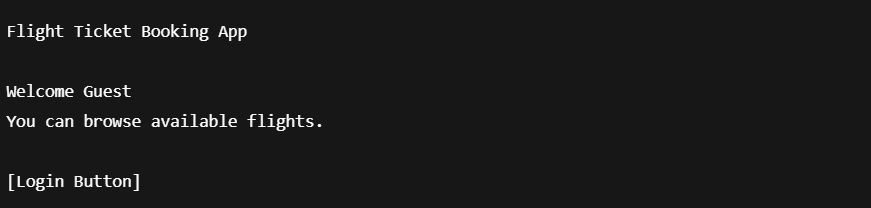 Flight Ticket Booking App
Welcome Guest
You can browse available flights.
[Login Button]